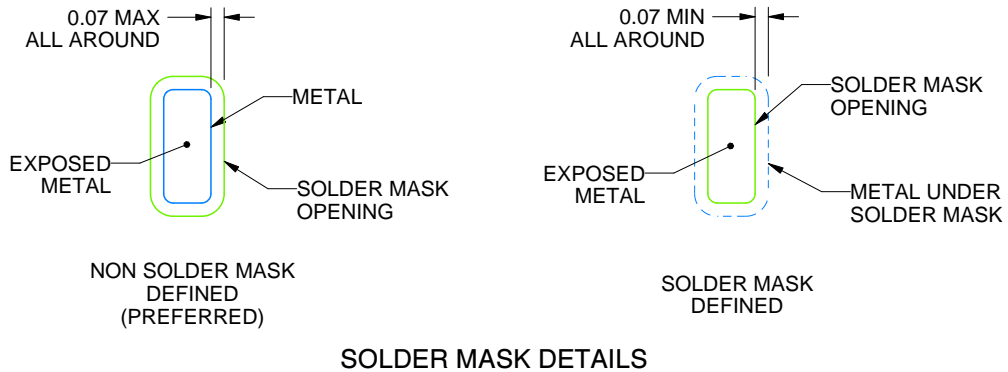 0.07 MAX
ALL AROUND
METAL
EXPOSED
METAL
SOLDER MASK
OPENING
NON SOLDER MASK
DEFINED
(PREFERRED)
0.07 MIN
ALL AROUND
SOLDER MASK
OPENING
EXPOSED
METAL
METAL UNDER
SOLDER MASK
SOLDER MASK
DEFINED
SOLDER MASK DETAILS